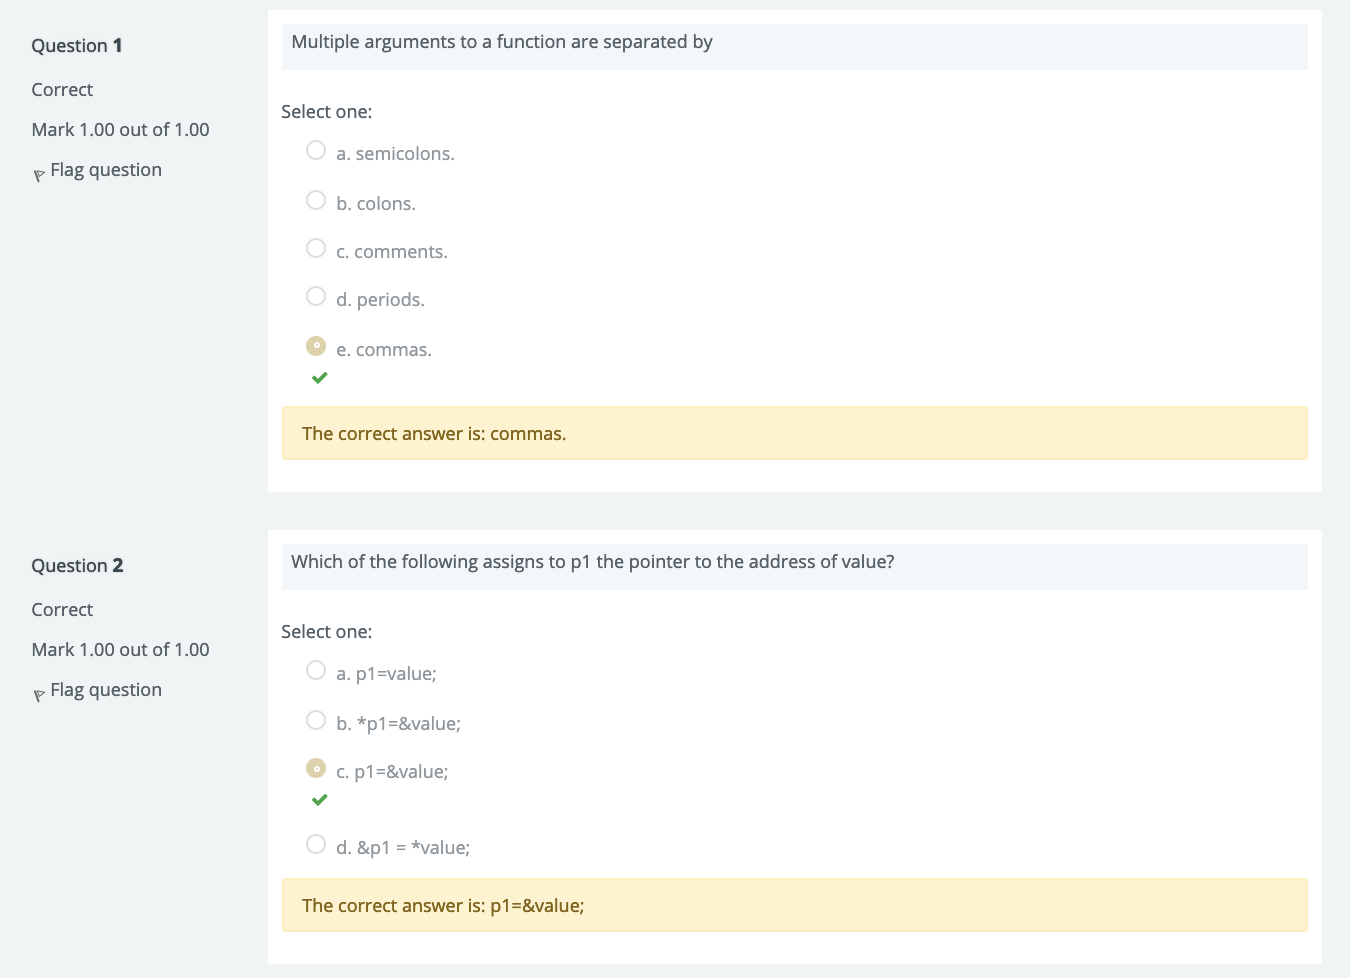 Question 1
Correct
Mark 1.00 out of 1.00
Flag question
Multiple arguments to a function are separated by
Select one:
a. semicolons.
b. colons.
c. comments.
d. periods.
e. commas.
The correct answer is: commas.
Question 2
Correct
Mark 1.00 out of 1.00
Flag question
Which of the following assigns to p1 the pointer to the address of value?
Select one:
a. p1=value;
b. *p1=&value;
c. p1=&value;
d. &p1 = *value;
The correct answer is: p1=&value;